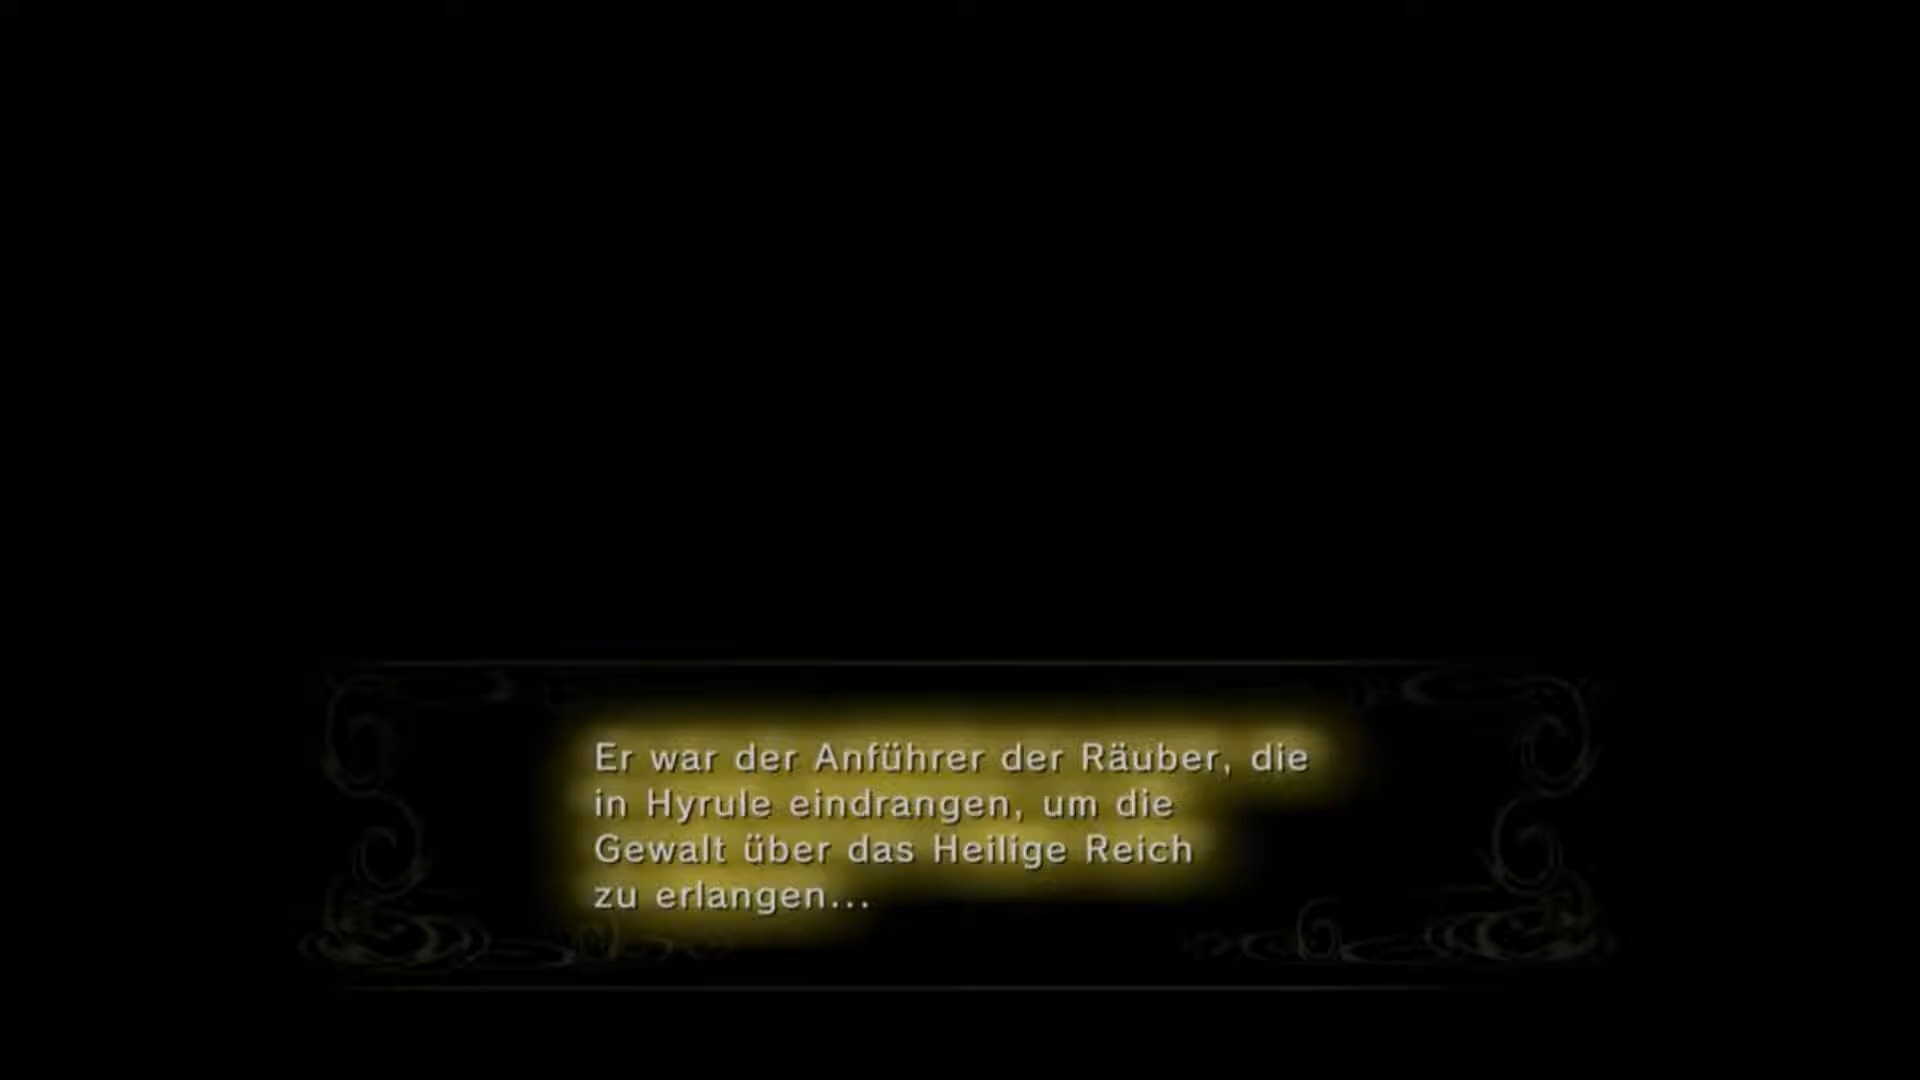 Er war der Anführer der Räuber, die
in Hyrule eindrangen, um die
Gewalt über das Heilige Reich
zu erlangen...